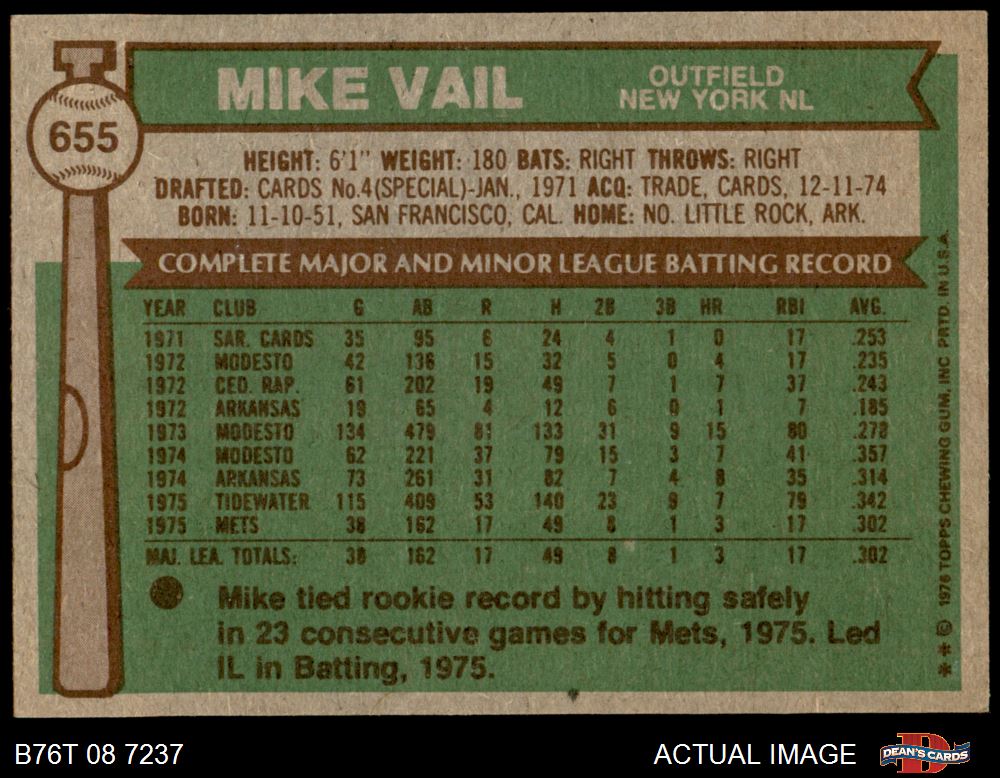 655
MIKE VAIL
OUTFIELD
NEW YORK NL
HEIGHT: 6'1" WEIGHT: 180 BATS: RIGHT THROWS: RIGHT
DRAFTED: CARDS No.4(SPECIAL)-JAN., 1971 ACQ: TRADE, CARDS, 12-11-74
BORN: 11-10-51, SAN FRANCISCO, CAL. HOME: NO. LITTLE ROCK, ARK.
COMPLETE MAJOR AND MINOR LEAGUE BATTING RECORD
YEAR CLUB G AB R H 2B 3B HR RBI AVG.
1971 SAR. CARDS 35 95 6 24 4 1 0 17 .253
1972 MODESTO 42 136 15 32 5 0 4 17 .235
1972 CED. RAP. 61 202 19 49 7 1 7 37 .243
1972 ARKANSAS 19 65 4 12 6 0 1 7 .185
1973 MODESTO 134 479 81 133 31 9 15 80 .278
1974 MODESTO 62 221 37 79 15 3 7 41 .357
1974 ARKANSAS 73 261 31 82 7 4 8 35 .314
1975 TIDEWATER 115 409 53 140 23 9 7 79 .342
1975 METS 38 162 17 49 8 1 3 17 .302
MAJ. LEA. TOTALS: 38 162 17 49 8 1 3 17 .302
Mike tied rookie record by hitting safely
in 23 consecutive games for Mets, 1975. Led
IL in Batting, 1975.
** © 1976 TOPPS CHEWING GUM, INC PRTD. IN U.S.A.
B76T 08 7237
ACTUAL IMAGE
DEAN'S CARDS